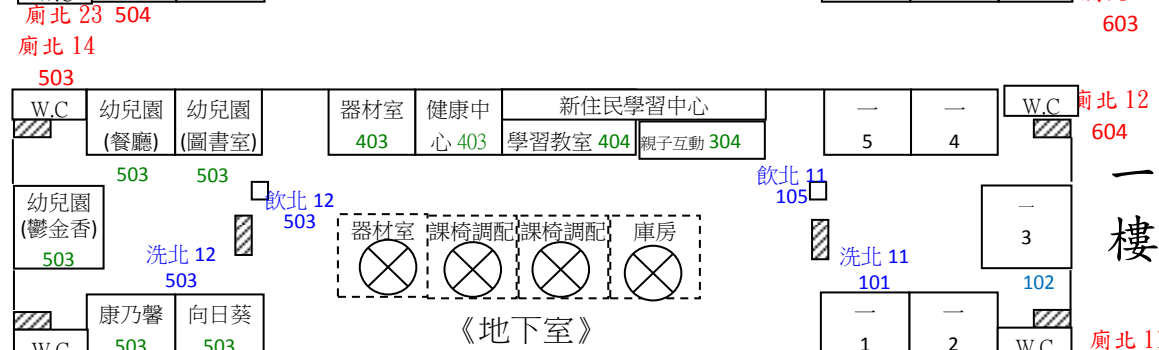 廁北 23 504
603
廁北 14
503
W.C
幼兒園
(餐廳)
幼兒園
(圖書室)
器材室
403
健康中
心 403
新住民學習中心
學習教室 404
親子互動 304
一
5
一
4
W.C
廁北 12
604
503
503
幼兒園
(鬱金香)
503
飲北 12
503
洗北 12
503
器材室
課椅調配
課椅調配
庫房
《地下室》
飲北 11
105
洗北 11
101
一
3
102
一
樓
康乃馨
503
向日葵
503
W.C
一
1
一
2
W.C
廁北 11